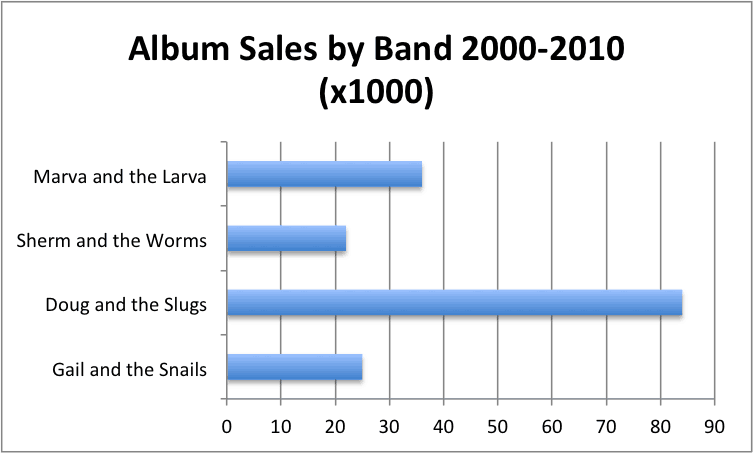 Album Sales by Band 2000-2010
(x1000)
Marva and the Larva
Sherm and the Worms
Doug and the Slugs
Gail and the Snails
0 10 20 30 40 50 60 70 80 90